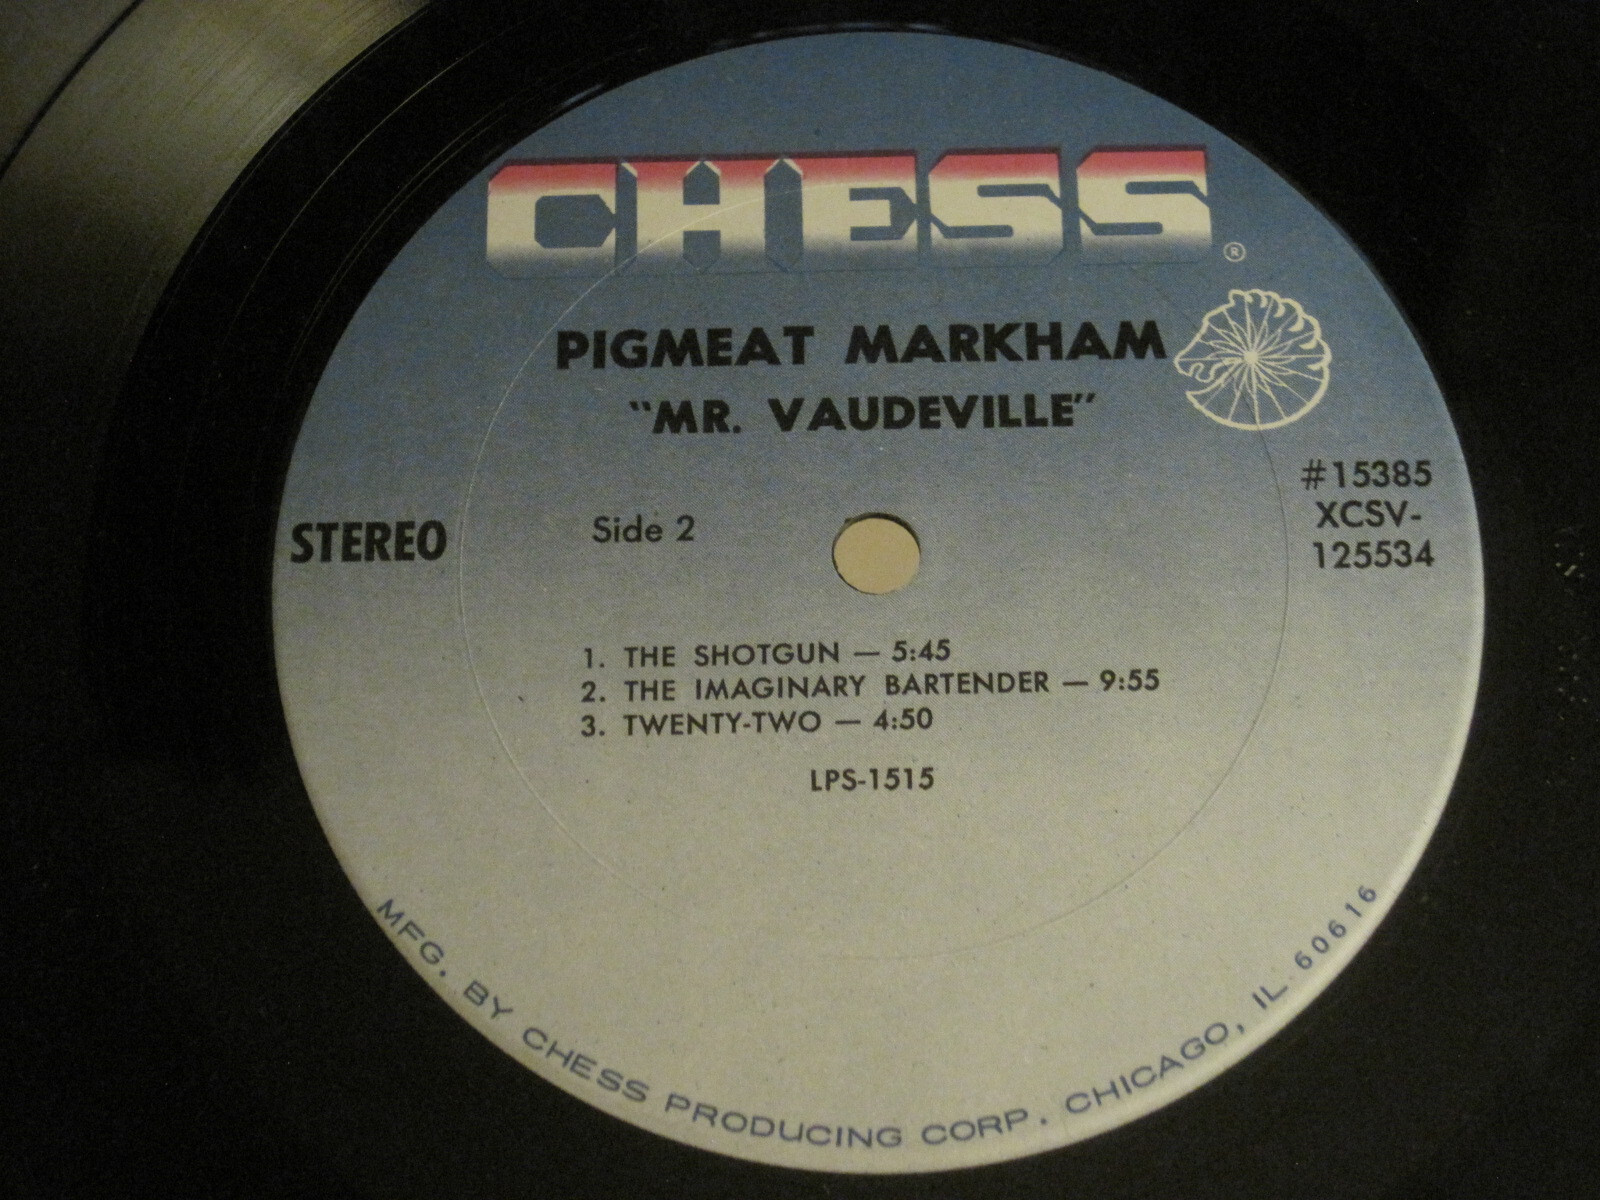 CHESS
®
PIGMEAT MARKHAM
"MR. VAUDEVILLE"
#15385
XCSV-
125534
STEREO
Side 2
1. THE SHOTGUN — 5:45
2. THE IMAGINARY BARTENDER — 9:55
3. TWENTY-TWO — 4:50
LPS-1515
MFG. BY CHESS PRODUCING CORP. CHICAGO, IL 60616